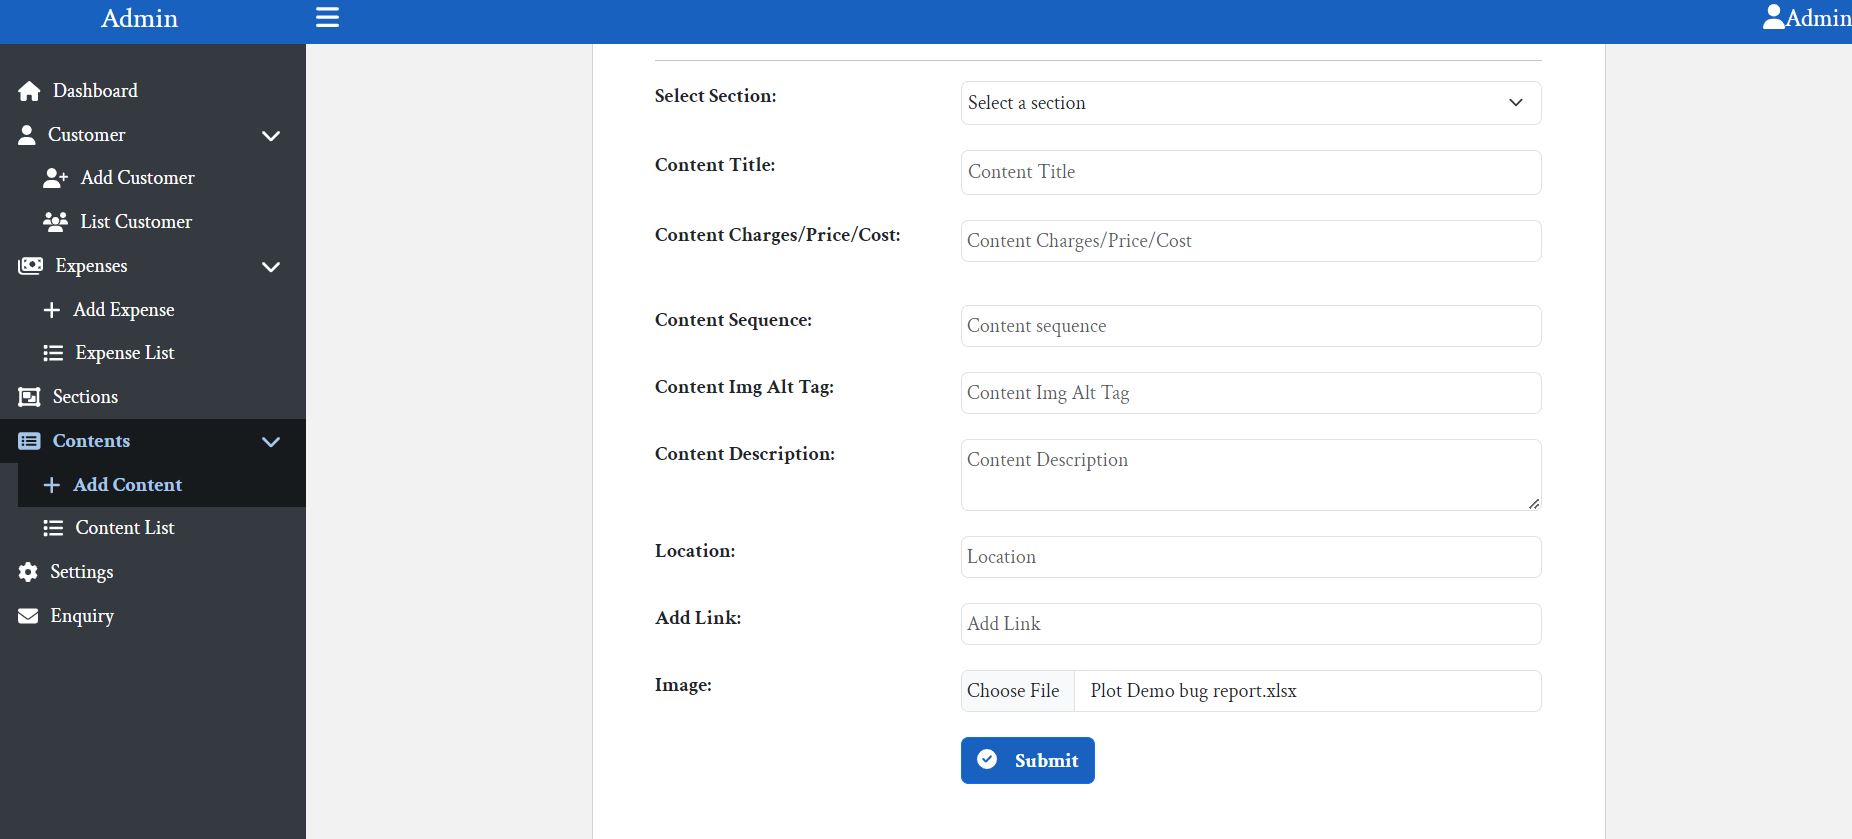 Admin
Admin
Dashboard
Customer
Add Customer
List Customer
Expenses
Add Expense
Expense List
Sections
Contents
Add Content
Content List
Settings
Enquiry
Select Section:
Select a section
Content Title:
Content Title
Content Charges/Price/Cost:
Content Charges/Price/Cost
Content Sequence:
Content sequence
Content Img Alt Tag:
Content Img Alt Tag
Content Description:
Content Description
Location:
Location
Add Link:
Add Link
Image:
Choose File Plot Demo bug report.xlsx
Submit